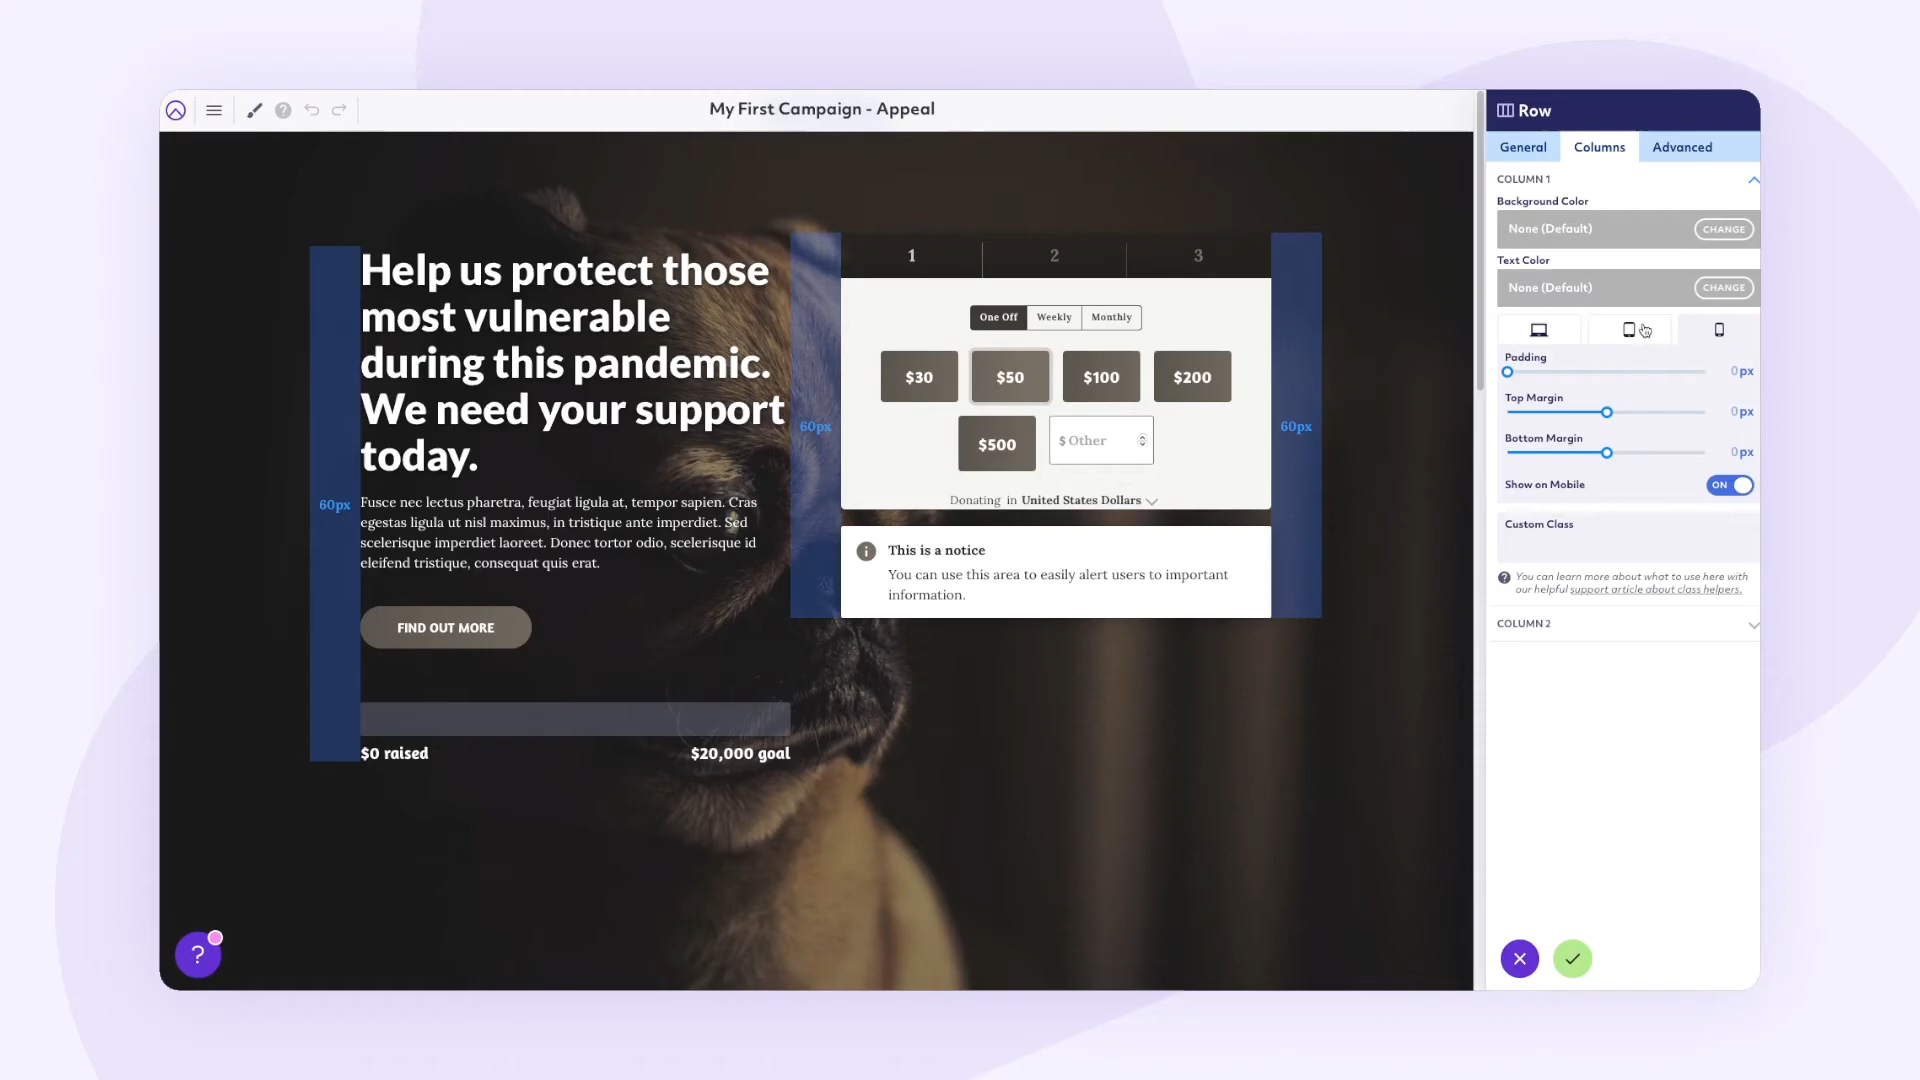 My First Campaign - Appeal
Row
General
Columns
Advanced
COLUMN 1
Background Color
None (Default)
CHANGE
Text Color
None (Default)
CHANGE
Padding
0px
Top Margin
0px
Bottom Margin
0px
Show on Mobile
ON
Custom Class
You can learn more about what to use here with
our helpful support article about class helpers.
COLUMN 2
Help us protect those
most vulnerable
during this pandemic.
We need your support
today.
60px
Fusce nec lectus pharetra, feugiat ligula at, tempor sapien. Cras
egestas ligula ut nisl maximus, in tristique ante imperdiet. Sed
scelerisque imperdiet laoreet. Donec tortor odio, scelerisque id
eleifend tristique, consequat quis erat.
FIND OUT MORE
$0 raised
$20,000 goal
60px
1
2
3
One Off
Weekly
Monthly
$30
$50
$100
$200
$500
$ Other
Donating in United States Dollars
This is a notice
You can use this area to easily alert users to important
information.
60px
?